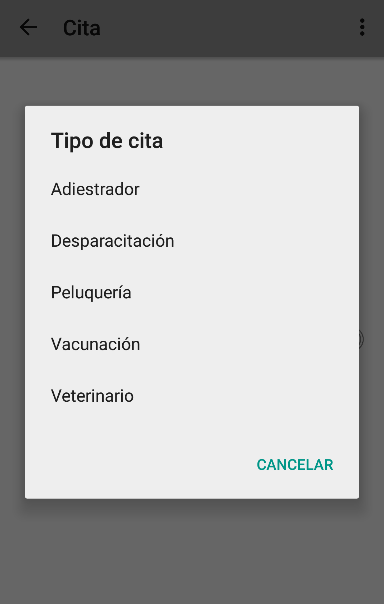 Cita
Tipo de cita
Adiestrador
Desparacitación
Peluquería
Vacunación
Veterinario
CANCELAR